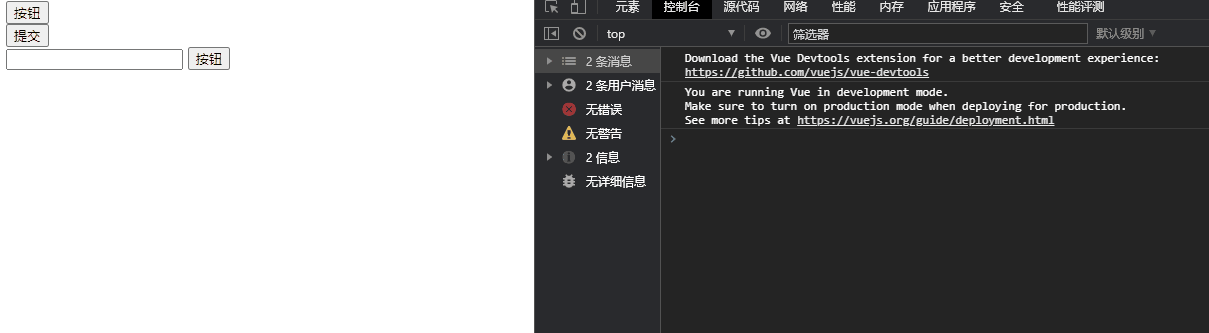 按钮
提交
按钮
元素 控制台 源代码 网络 性能 内存 应用程序 安全 性能评测
top 筛选器 默认级别
2 条消息
2 条用户消息
无错误
无警告
2 信息
无详细信息
Download the Vue Devtools extension for a better development experience:
https://github.com/vuejs/vue-devtools
You are running Vue in development mode.
Make sure to turn on production mode when deploying for production.
See more tips at https://vuejs.org/guide/deployment.html